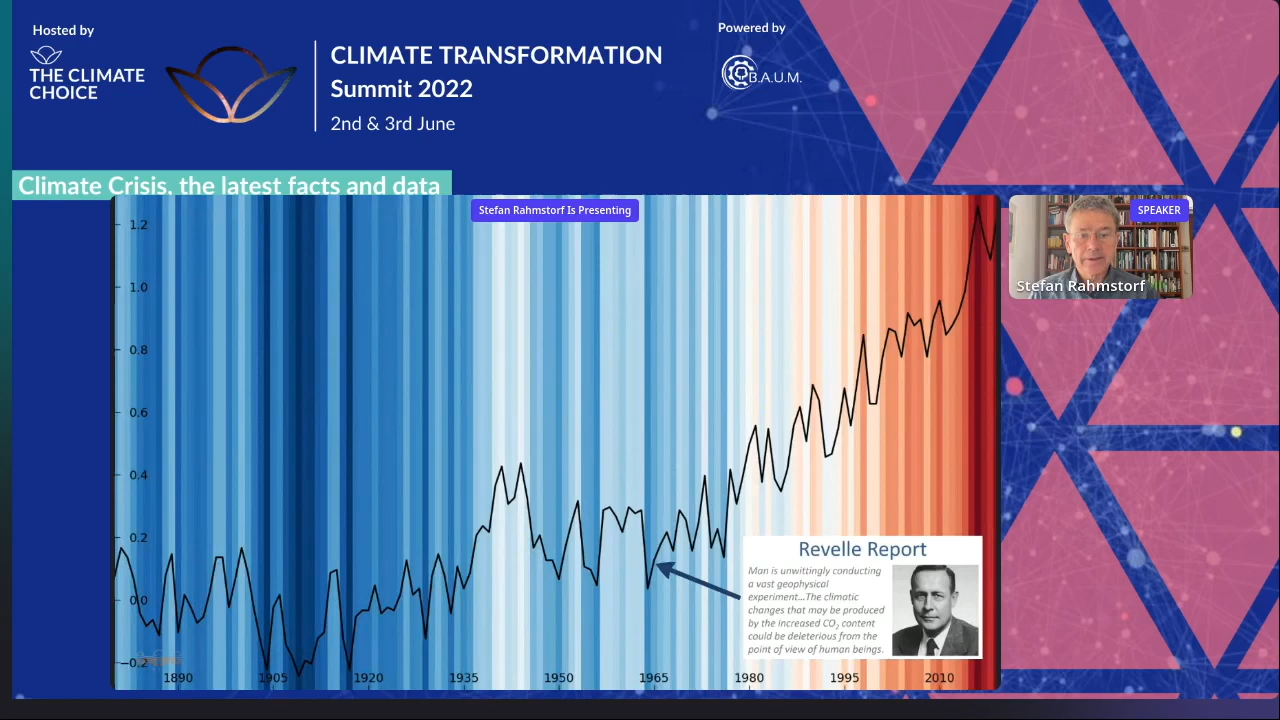 Hosted by
THE CLIMATE
CHOICE
CLIMATE TRANSFORMATION
Summit 2022
2nd & 3rd June
Powered by
B.A.U.M.
Climate Crisis, the latest facts and data
Stefan Rahmstorf Is Presenting
SPEAKER
Stefan Rahmstorf
1.2
1.0
0.8
0.6
0.4
0.2
0.0
−0.2
1890 1905 1920 1935 1950 1965 1980 1995 2010
Revelle Report
Man is unwittingly conducting
a vast geophysical
experiment...The climatic
changes that may be produced
by the increased CO₂ content
could be deleterious from the
point of view of human beings.